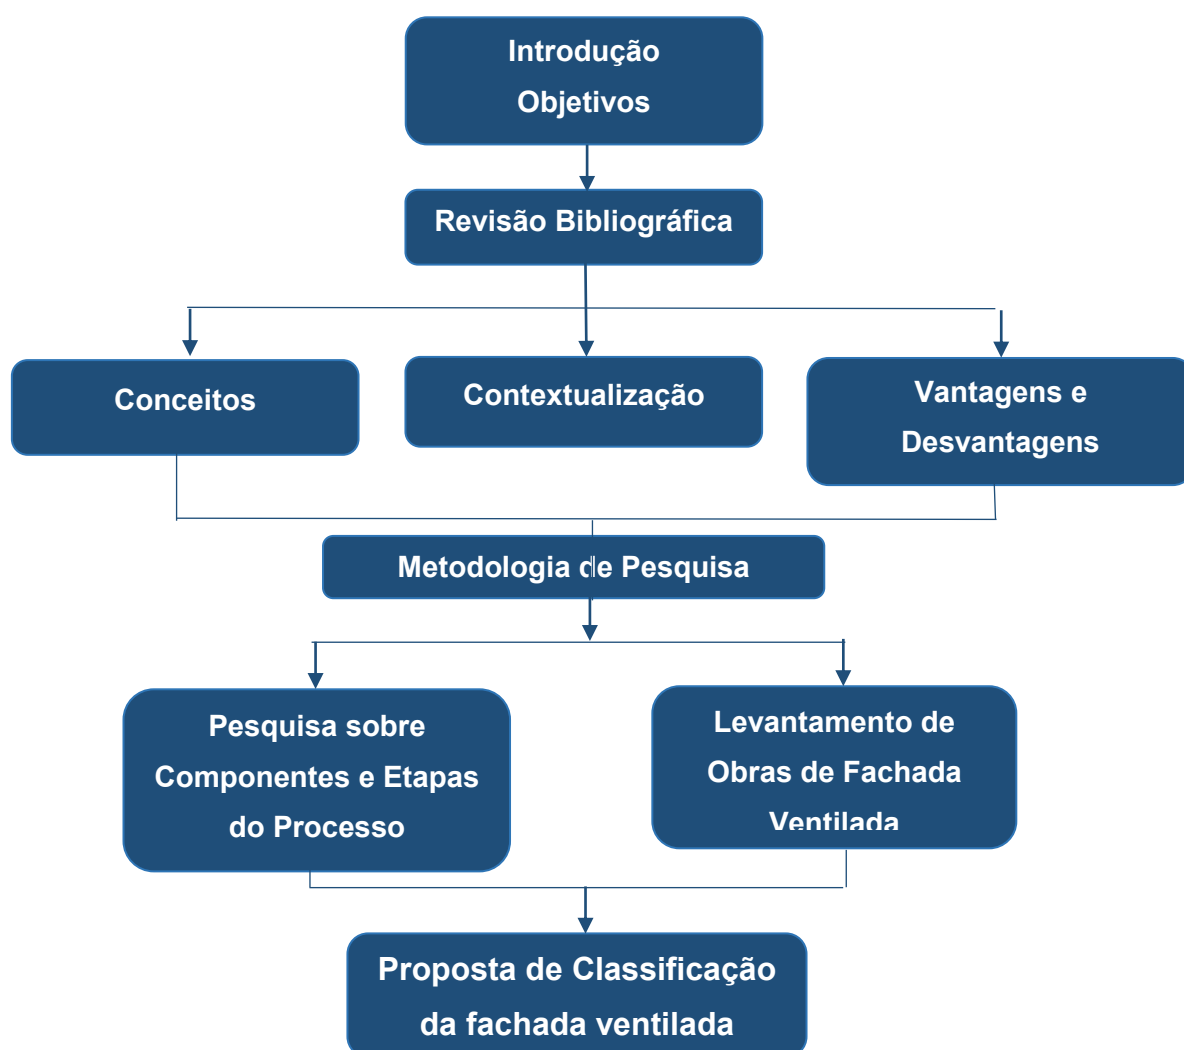 Introdução
Objetivos
Revisão Bibliográfica
Conceitos
Contextualização
Vantagens e
Desvantagens
Metodologia de Pesquisa
Pesquisa sobre
Componentes e Etapas
do Processo
Levantamento de
Obras de Fachada
Ventilada
Proposta de Classificação
da fachada ventilada